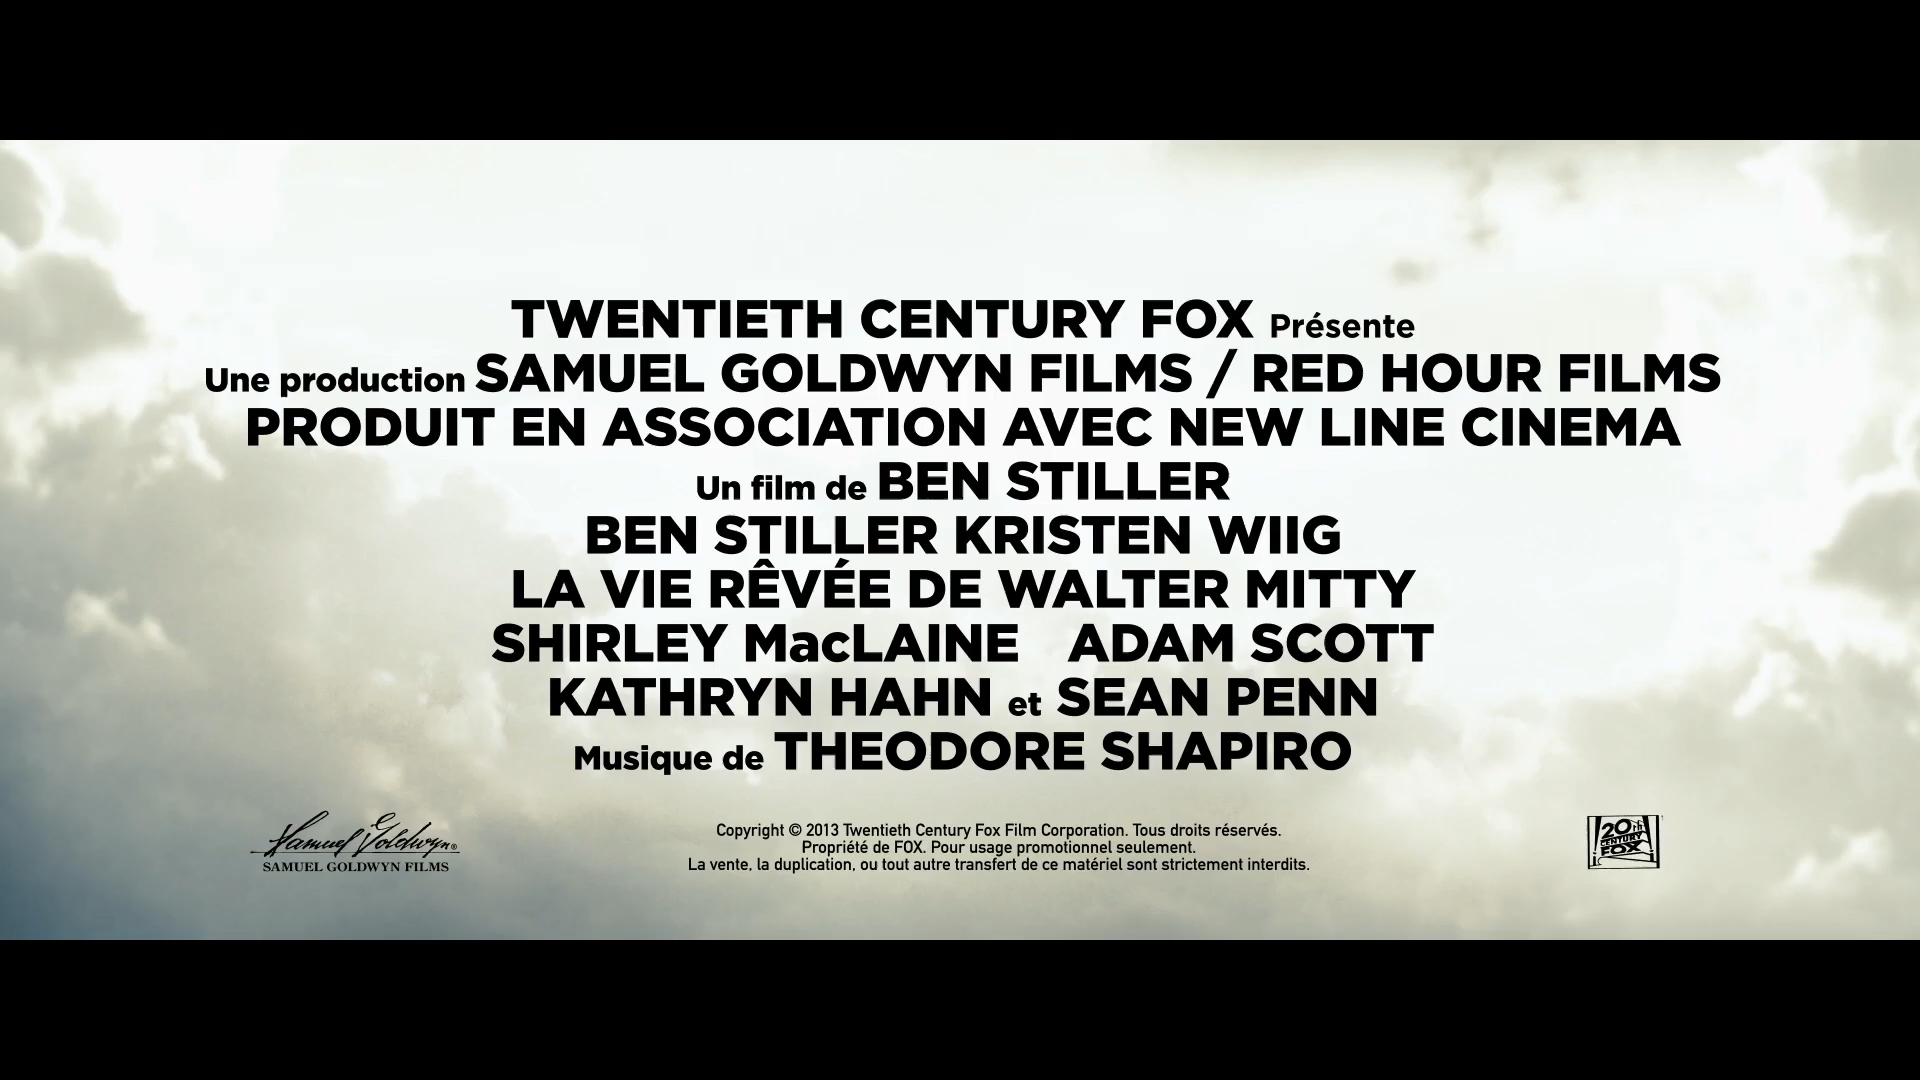 TWENTIETH CENTURY FOX Présente
Une production SAMUEL GOLDWYN FILMS / RED HOUR FILMS
PRODUIT EN ASSOCIATION AVEC NEW LINE CINEMA
Un film de BEN STILLER
BEN STILLER KRISTEN WIIG
LA VIE RÊVÉE DE WALTER MITTY
SHIRLEY MacLAINE ADAM SCOTT
KATHRYN HAHN et SEAN PENN
Musique de THEODORE SHAPIRO
Samuel Goldwyn®
SAMUEL GOLDWYN FILMS
Copyright © 2013 Twentieth Century Fox Film Corporation. Tous droits réservés.
Propriété de FOX. Pour usage promotionnel seulement.
La vente, la duplication, ou tout autre transfert de ce matériel sont strictement interdits.
20th
CENTURY
FOX